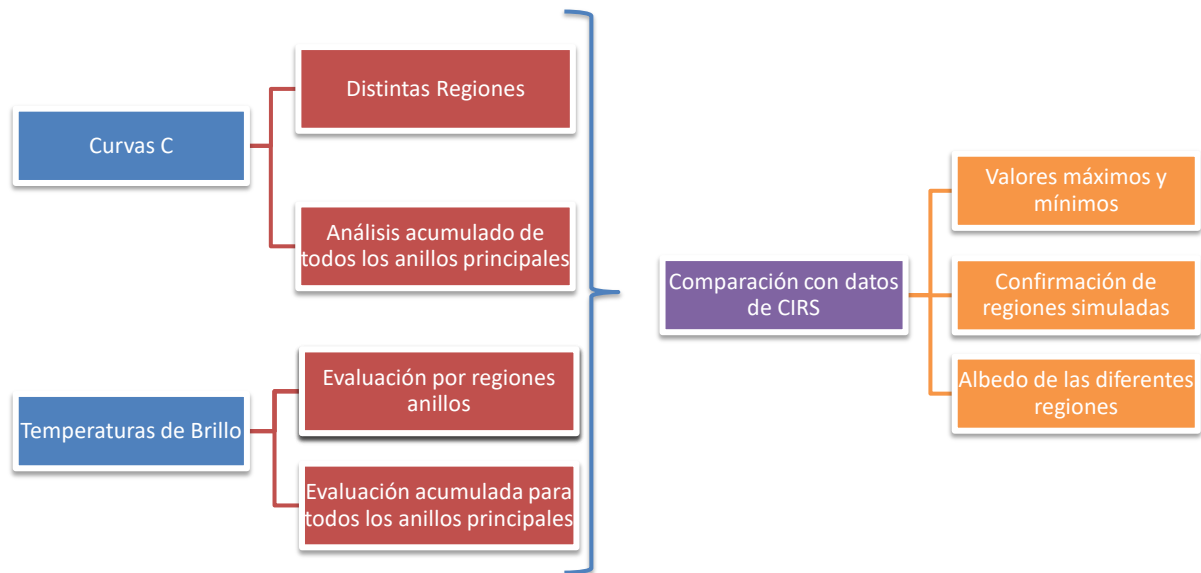 Curvas C
Distintas Regiones
Análisis acumulado de
todos los anillos principales
Temperaturas de Brillo
Evaluación por regiones
anillos
Evaluación acumulada para
todos los anillos principales
Comparación con datos
de CIRS
Valores máximos y
mínimos
Confirmación de
regiones simuladas
Albedo de las diferentes
regiones